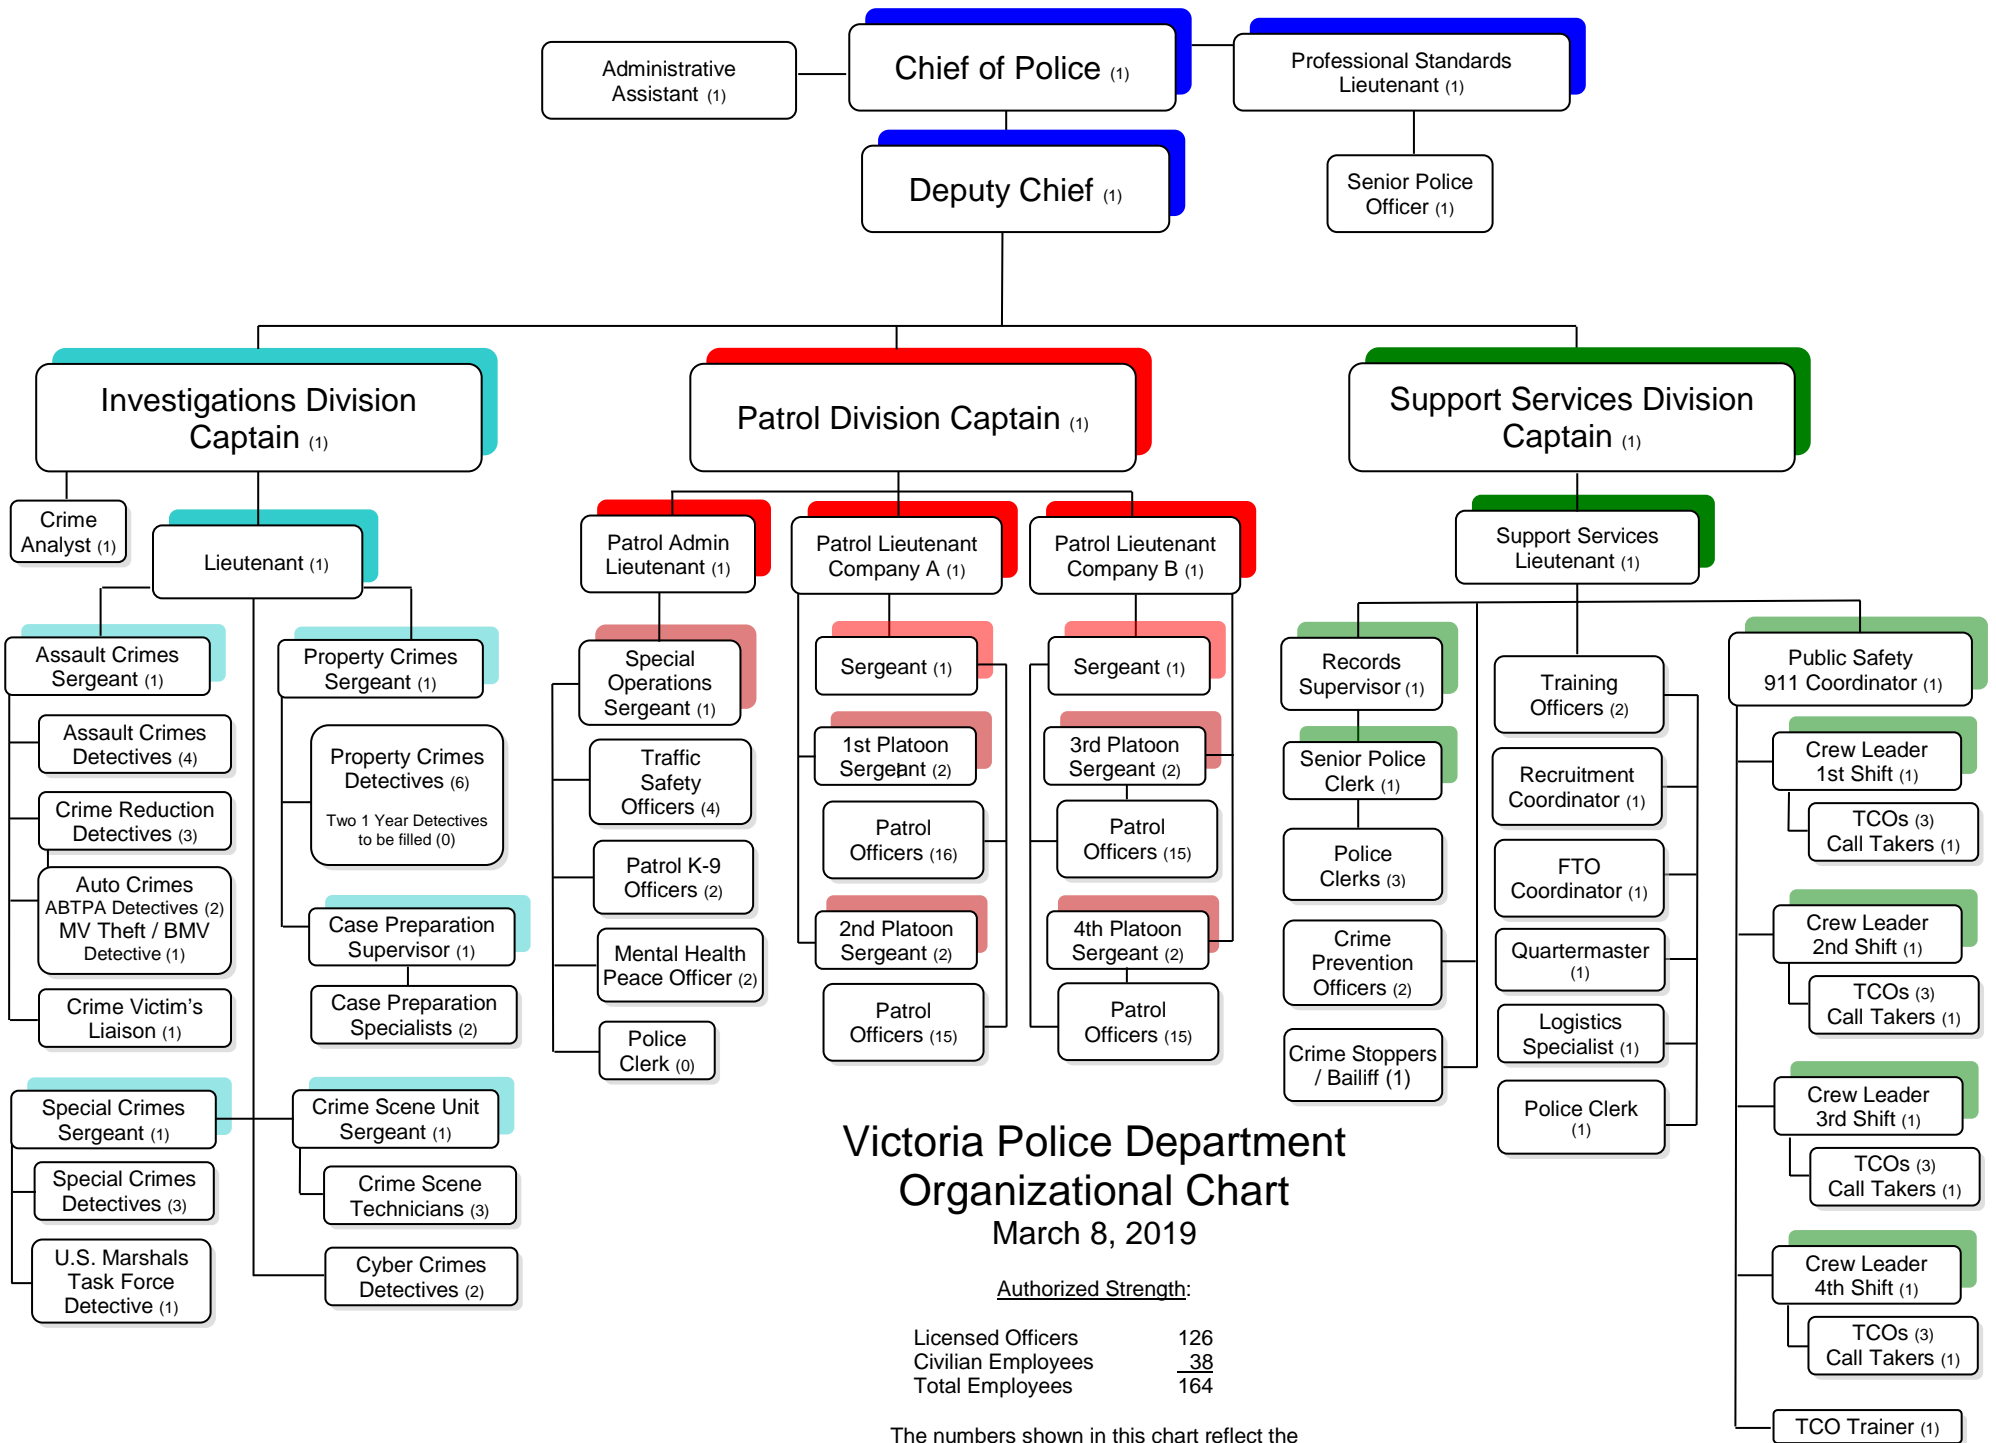 Administrative
Assistant (1)
Chief of Police (1)
Professional Standards
Lieutenant (1)
Deputy Chief (1)
Senior Police
Officer (1)
Investigations Division
Captain (1)
Patrol Division Captain (1)
Support Services Division
Captain (1)
Crime
Analyst (1)
Lieutenant (1)
Assault Crimes
Sergeant (1)
Assault Crimes
Detectives (4)
Crime Reduction
Detectives (3)
Auto Crimes
ABTPA Detectives (2)
MV Theft / BMV
Detective (1)
Crime Victim's
Liaison (1)
Property Crimes
Sergeant (1)
Property Crimes
Detectives (6)
Two 1 Year Detectives
to be filled (0)
Case Preparation
Supervisor (1)
Case Preparation
Specialists (2)
Special Crimes
Sergeant (1)
Special Crimes
Detectives (3)
U.S. Marshals
Task Force
Detective (1)
Crime Scene Unit
Sergeant (1)
Crime Scene
Technicians (3)
Cyber Crimes
Detectives (2)
Patrol Admin
Lieutenant (1)
Special
Operations
Sergeant (1)
Traffic
Safety
Officers (4)
Patrol K-9
Officers (2)
Mental Health
Peace Officer (2)
Police
Clerk (0)
Patrol Lieutenant
Company A (1)
Sergeant (1)
1st Platoon
Sergeant (2)
Patrol
Officers (16)
2nd Platoon
Sergeant (2)
Patrol
Officers (15)
Patrol Lieutenant
Company B (1)
Sergeant (1)
3rd Platoon
Sergeant (2)
Patrol
Officers (15)
4th Platoon
Sergeant (2)
Patrol
Officers (15)
Support Services
Lieutenant (1)
Records
Supervisor (1)
Senior Police
Clerk (1)
Police
Clerks (3)
Crime
Prevention
Officers (2)
Crime Stoppers
/ Bailiff (1)
Training
Officers (2)
Recruitment
Coordinator (1)
FTO
Coordinator (1)
Quartermaster
(1)
Logistics
Specialist (1)
Police Clerk
(1)
Public Safety
911 Coordinator (1)
Crew Leader
1st Shift (1)
TCOs (3)
Call Takers (1)
Crew Leader
2nd Shift (1)
TCOs (3)
Call Takers (1)
Crew Leader
3rd Shift (1)
TCOs (3)
Call Takers (1)
Crew Leader
4th Shift (1)
TCOs (3)
Call Takers (1)
TCO Trainer (1)
Victoria Police Department
Organizational Chart
March 8, 2019
Authorized Strength:
Licensed Officers 126
Civilian Employees 38
Total Employees 164
The numbers shown in this chart reflect the